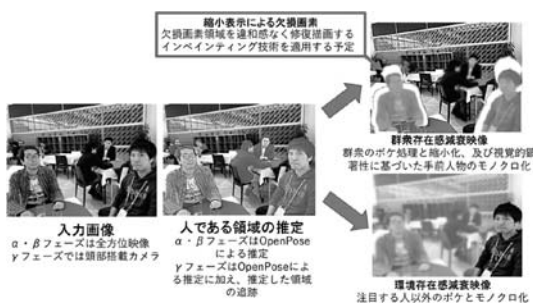 縮小表示による欠損画素
欠損画素領域を違和感なく修復描画する
インペインティング技術を適用する予定
群衆存在感減衰映像
群衆のボケ処理と縮小化、及び視覚的顕
著性に基づいた手前人物のモノクロ化
入力画像
α・βフェーズは全方位映像
γフェーズでは頭部搭載カメラ
人である領域の推定
α・βフェーズはOpenPose
による推定
γフェーズはOpenPoseによ
る推定に加え、推定した領域
の追跡
環境存在感減衰映像
注目する人以外のボケとモノクロ化